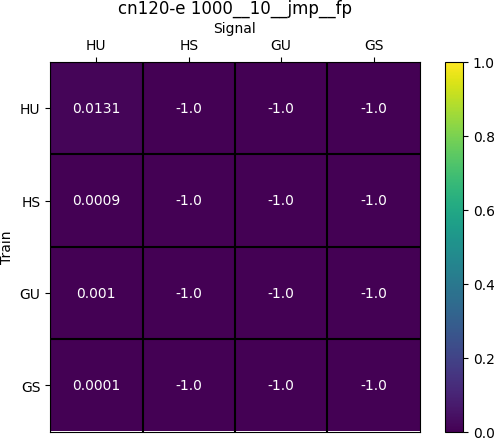 cn120-e 1000__10__jmp__fp
Signal
HU HS GU GS
Train
HU 0.0131 -1.0 -1.0 -1.0
HS 0.0009 -1.0 -1.0 -1.0
GU 0.001 -1.0 -1.0 -1.0
GS 0.0001 -1.0 -1.0 -1.0
1.0
0.8
0.6
0.4
0.2
0.0